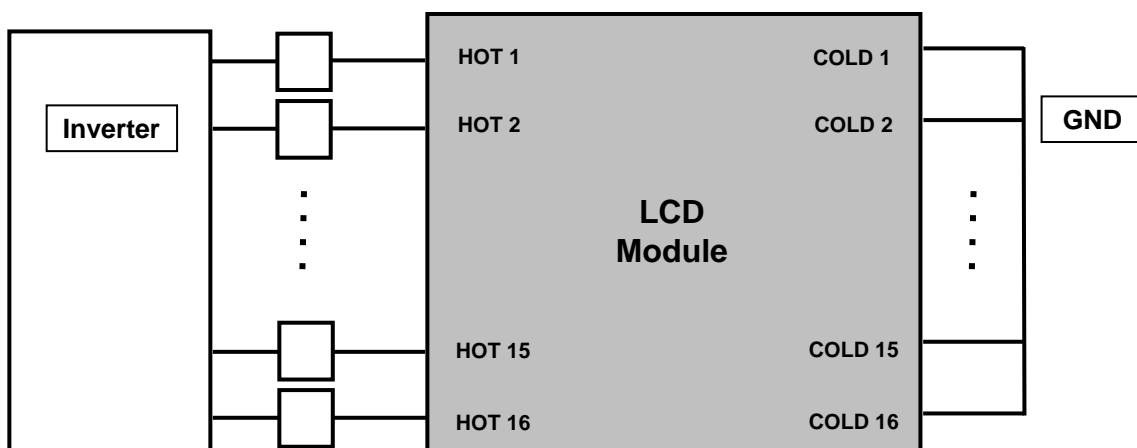 HOT 1
COLD 1
Inverter
HOT 2
COLD 2
GND
LCD
Module
HOT 15
COLD 15
HOT 16
COLD 16